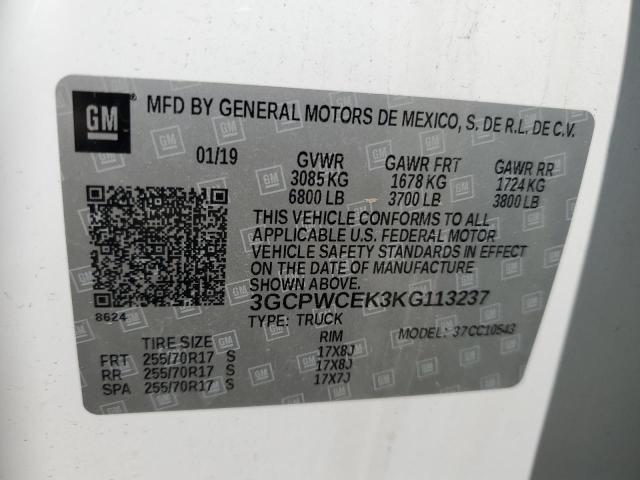 GM MFD BY GENERAL MOTORS DE MEXICO, S. DE R.L. DE C.V.
01/19 GVWR GAWR FRT GAWR RR
3085 KG 1678 KG 1724 KG
6800 LB 3700 LB 3800 LB
THIS VEHICLE CONFORMS TO ALL
APPLICABLE U.S. FEDERAL MOTOR
VEHICLE SAFETY STANDARDS IN EFFECT
ON THE DATE OF MANUFACTURE
SHOWN ABOVE.
3GCPWCEK3KG113237
8624 TYPE: TRUCK MODEL: 37CC10543
TIRE SIZE RIM
FRT 255/70R17 S 17X8J
RR 255/70R17 S 17X8J
SPA 255/70R17 S 17X7J